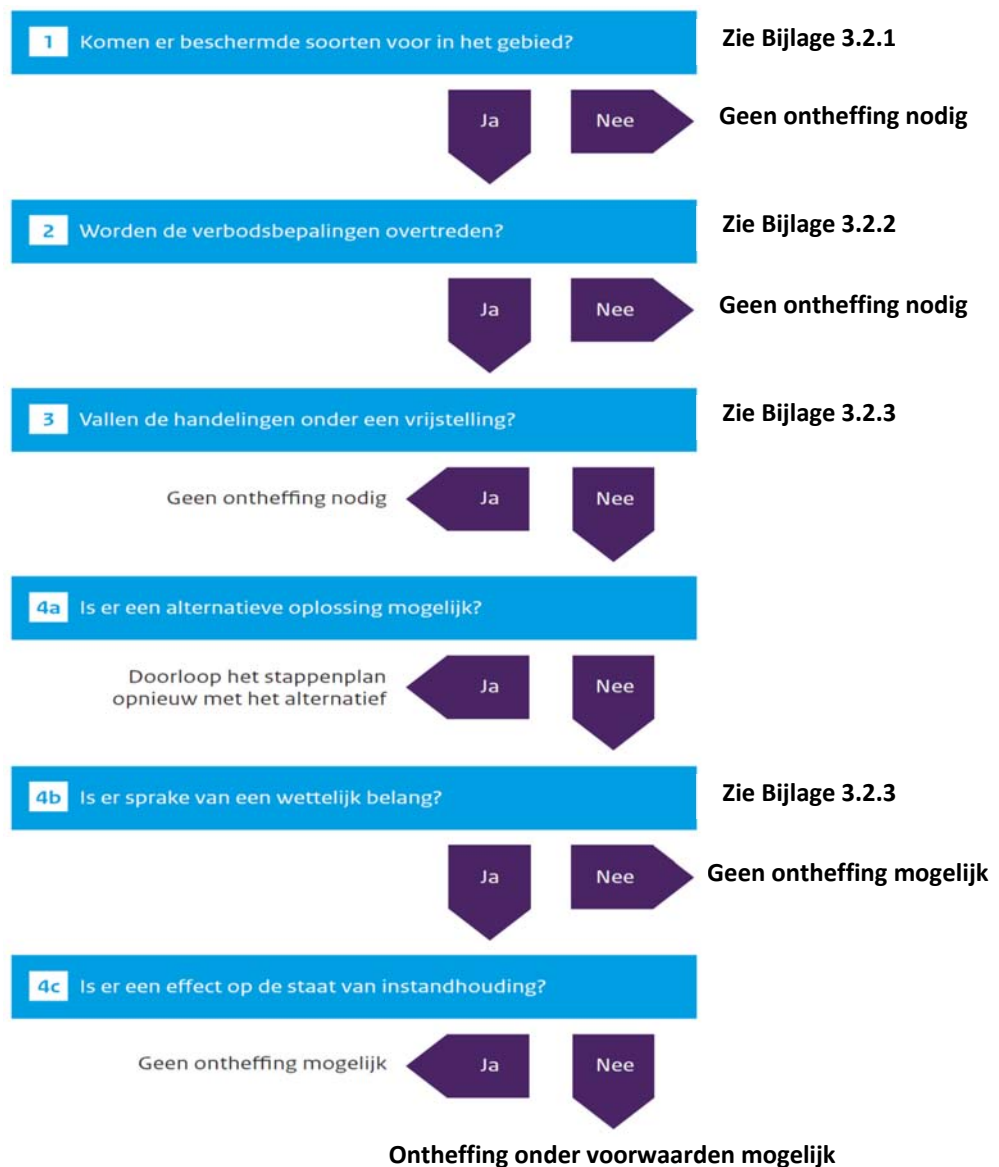 1 Komen er beschermde soorten voor in het gebied? Zie Bijlage 3.2.1
Ja Nee Geen ontheffing nodig
2 Worden de verbodsbepalingen overtreden? Zie Bijlage 3.2.2
Ja Nee Geen ontheffing nodig
3 Vallen de handelingen onder een vrijstelling? Zie Bijlage 3.2.3
Geen ontheffing nodig Ja Nee
4a Is er een alternatieve oplossing mogelijk?
Doorloop het stappenplan
opnieuw met het alternatief
Ja Nee
4b Is er sprake van een wettelijk belang? Zie Bijlage 3.2.3
Ja Nee Geen ontheffing mogelijk
4c Is er een effect op de staat van instandhouding?
Geen ontheffing mogelijk Ja Nee
Ontheffing onder voorwaarden mogelijk